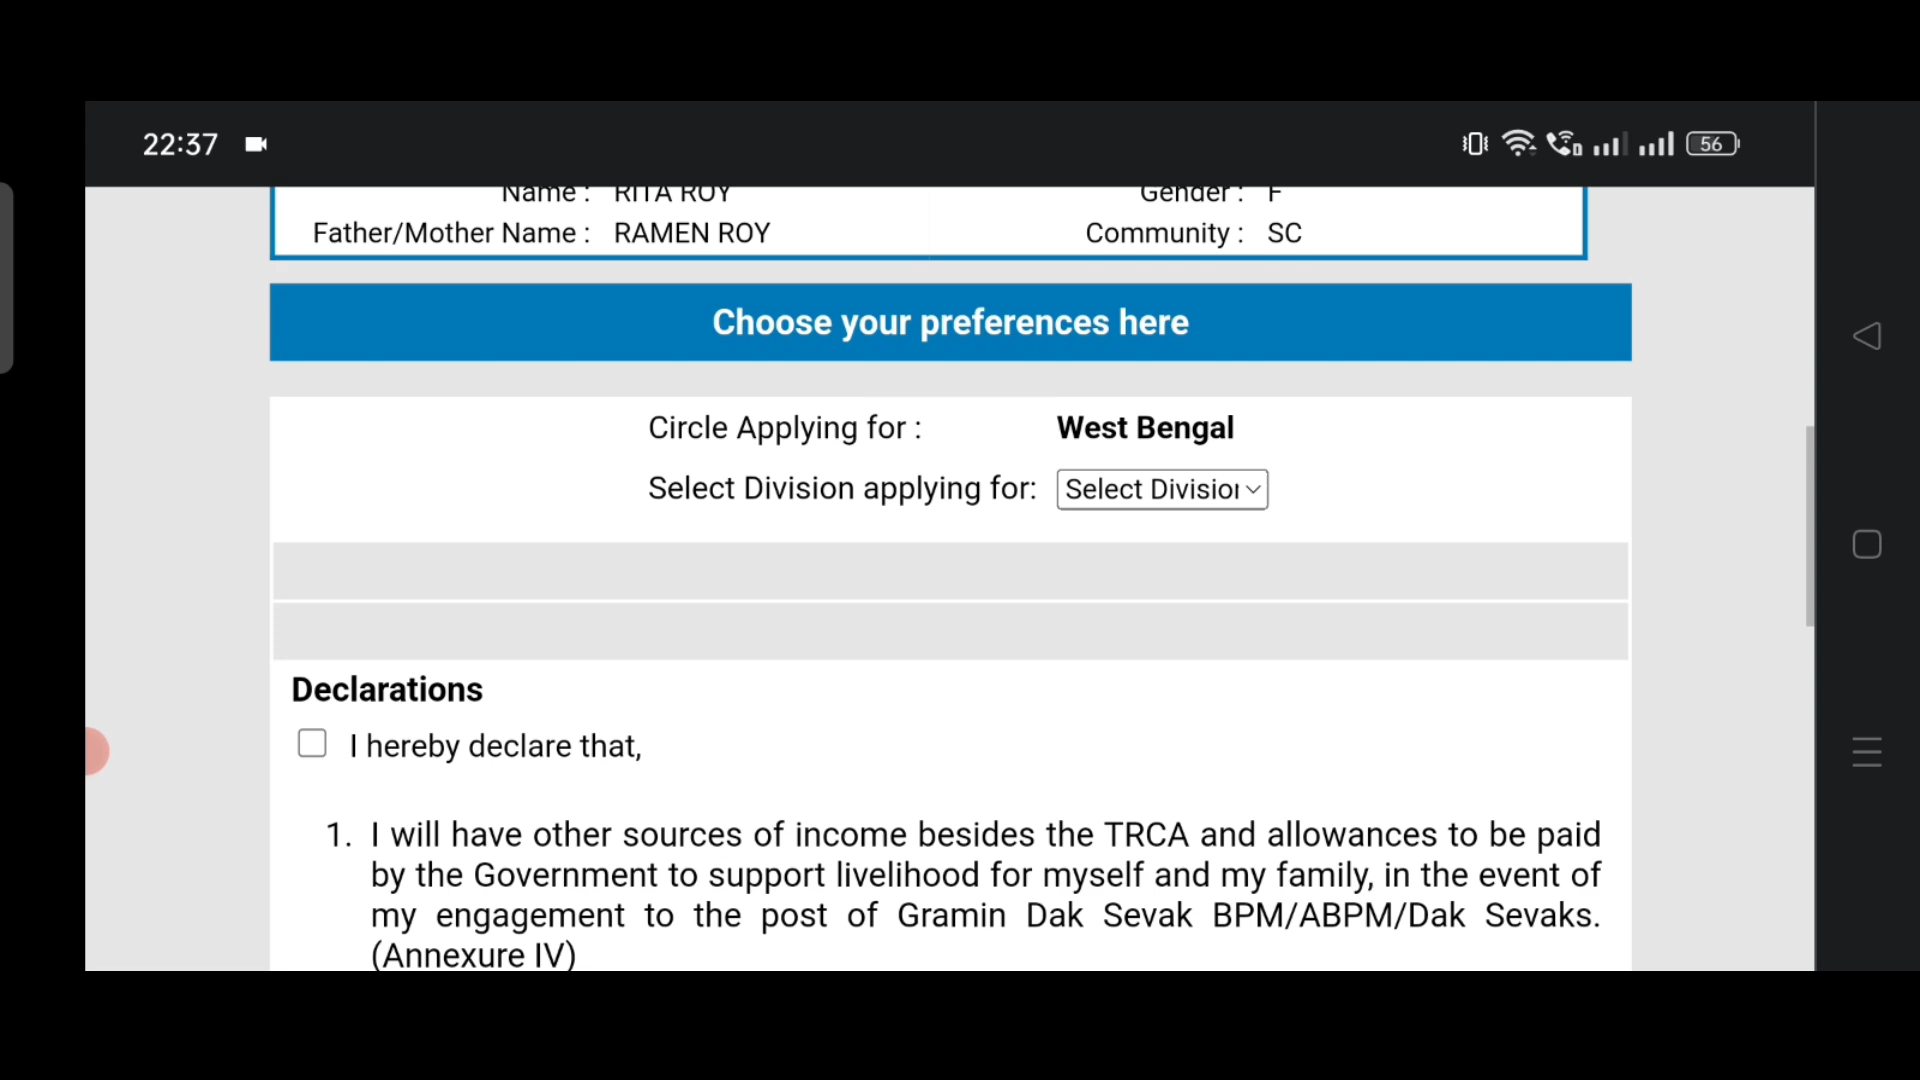 22:37
56
Name : RITA ROY Gender : F
Father/Mother Name : RAMEN ROY Community : SC
Choose your preferences here
Circle Applying for : West Bengal
Select Division applying for: Select Division
Declarations
I hereby declare that,
1. I will have other sources of income besides the TRCA and allowances to be paid
by the Government to support livelihood for myself and my family, in the event of
my engagement to the post of Gramin Dak Sevak BPM/ABPM/Dak Sevaks.
(Annexure IV)